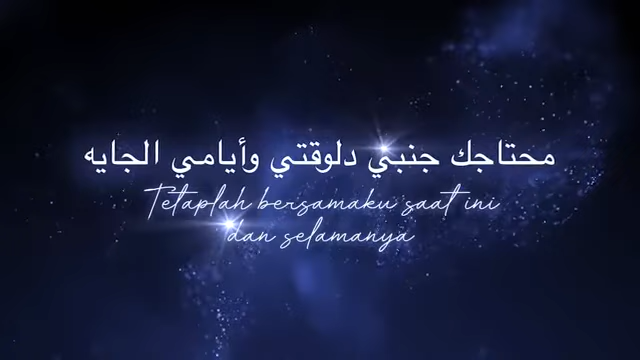 محتاجك جنبي دلوقتي وأيامي الجايه
Tetaplah bersamaku saat ini
dan selamanya